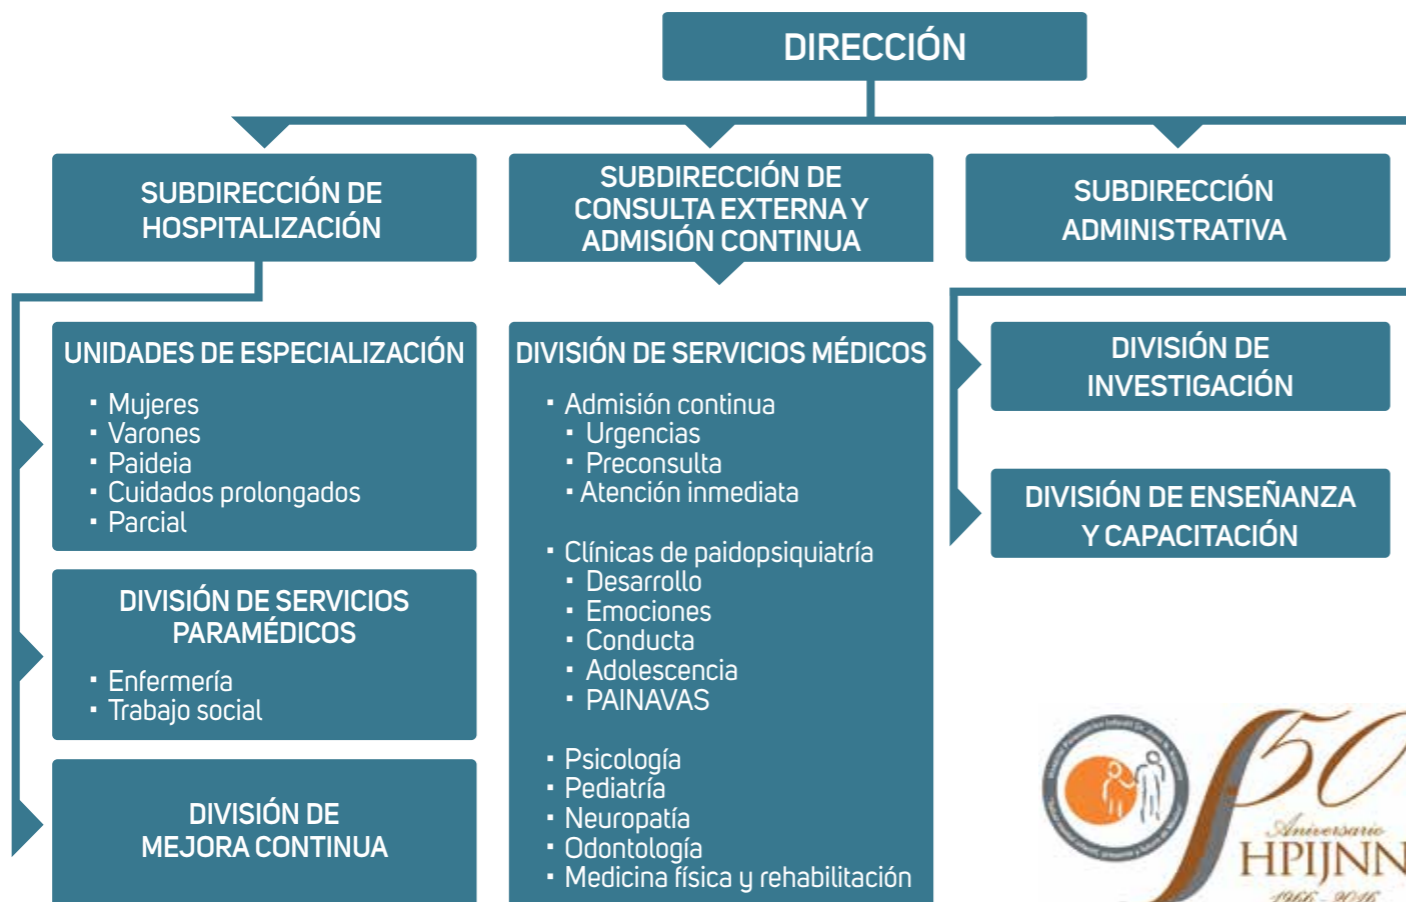 DIRECCIÓN
SUBDIRECCIÓN DE
HOSPITALIZACIÓN
SUBDIRECCIÓN DE
CONSULTA EXTERNA Y
ADMISIÓN CONTINUA
SUBDIRECCIÓN
ADMINISTRATIVA
UNIDADES DE ESPECIALIZACIÓN
▪ Mujeres
▪ Varones
▪ Paideia
▪ Cuidados prolongados
▪ Parcial
DIVISIÓN DE SERVICIOS
PARAMÉDICOS
▪ Enfermería
▪ Trabajo social
DIVISIÓN DE
MEJORA CONTINUA
DIVISIÓN DE SERVICIOS MÉDICOS
▪ Admisión continua
▪ Urgencias
▪ Preconsulta
▪ Atención inmediata
▪ Clínicas de paidopsiquiatría
▪ Desarrollo
▪ Emociones
▪ Conducta
▪ Adolescencia
▪ PAINAVAS
▪ Psicología
▪ Pediatría
▪ Neuropatía
▪ Odontología
▪ Medicina física y rehabilitación
DIVISIÓN DE
INVESTIGACIÓN
DIVISIÓN DE ENSEÑANZA
Y CAPACITACIÓN
50
Aniversario
HPIJNN
1966 - 2016